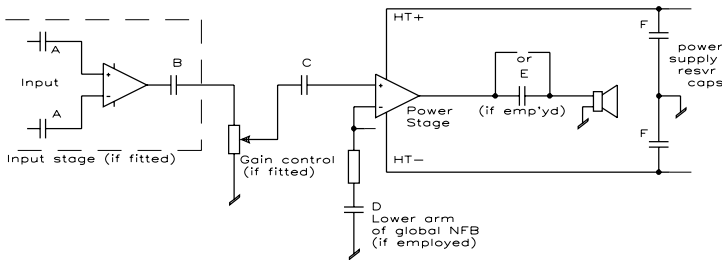 HT+
F
power
supply
resvr
caps
or
E
(if emp'yd)
A
B
C
+
-
Input
+
-
Power
Stage
A
Input stage (if fitted)
Gain control
(if fitted)
HT-
F
D
Lower arm
of global NFB
(if employed)